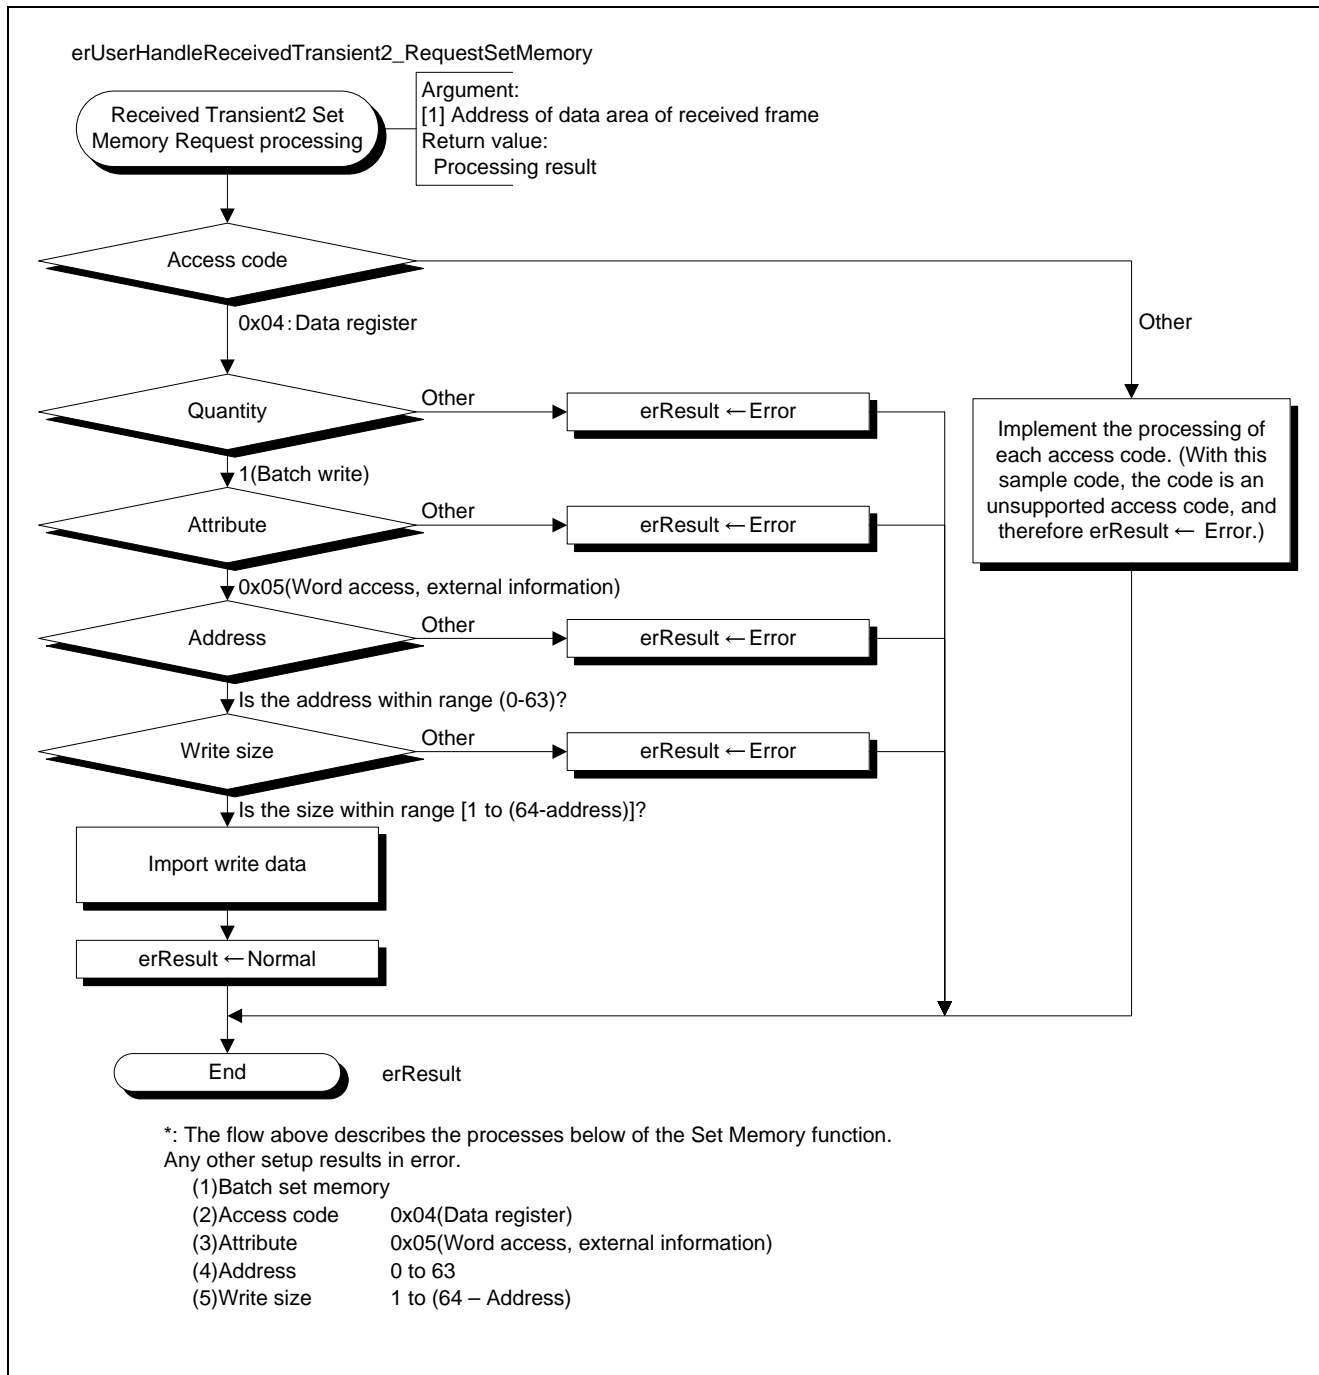 erUserHandleReceivedTransient2_RequestSetMemory
Received Transient2 Set
Memory Request processing
Argument:
[1] Address of data area of received frame
Return value:
Processing result
Access code
0x04:Data register
Other
Quantity
Other
erResult ← Error
Implement the processing of
each access code. (With this
sample code, the code is an
unsupported access code, and
therefore erResult ← Error.)
1(Batch write)
Attribute
Other
erResult ← Error
0x05(Word access, external information)
Address
Other
erResult ← Error
Is the address within range (0-63)?
Write size
Other
erResult ← Error
Is the size within range [1 to (64-address)]?
Import write data
erResult ← Normal
End
erResult
*: The flow above describes the processes below of the Set Memory function.
Any other setup results in error.
(1)Batch set memory
(2)Access code 0x04(Data register)
(3)Attribute 0x05(Word access, external information)
(4)Address 0 to 63
(5)Write size 1 to (64 – Address)